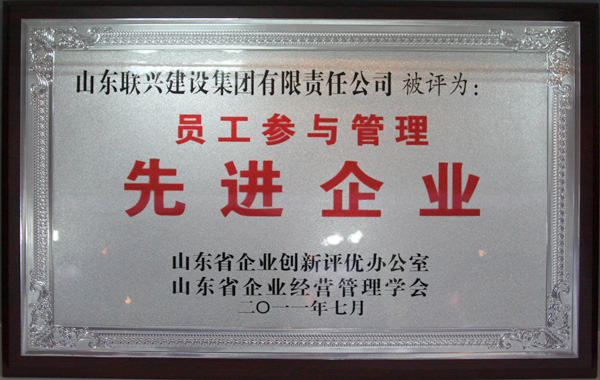 山东联兴建设集团有限责任公司 被评为：
员工参与管理
先进企业
山东省企业创新评优办公室
山东省企业经营管理学会
二〇一一年七月